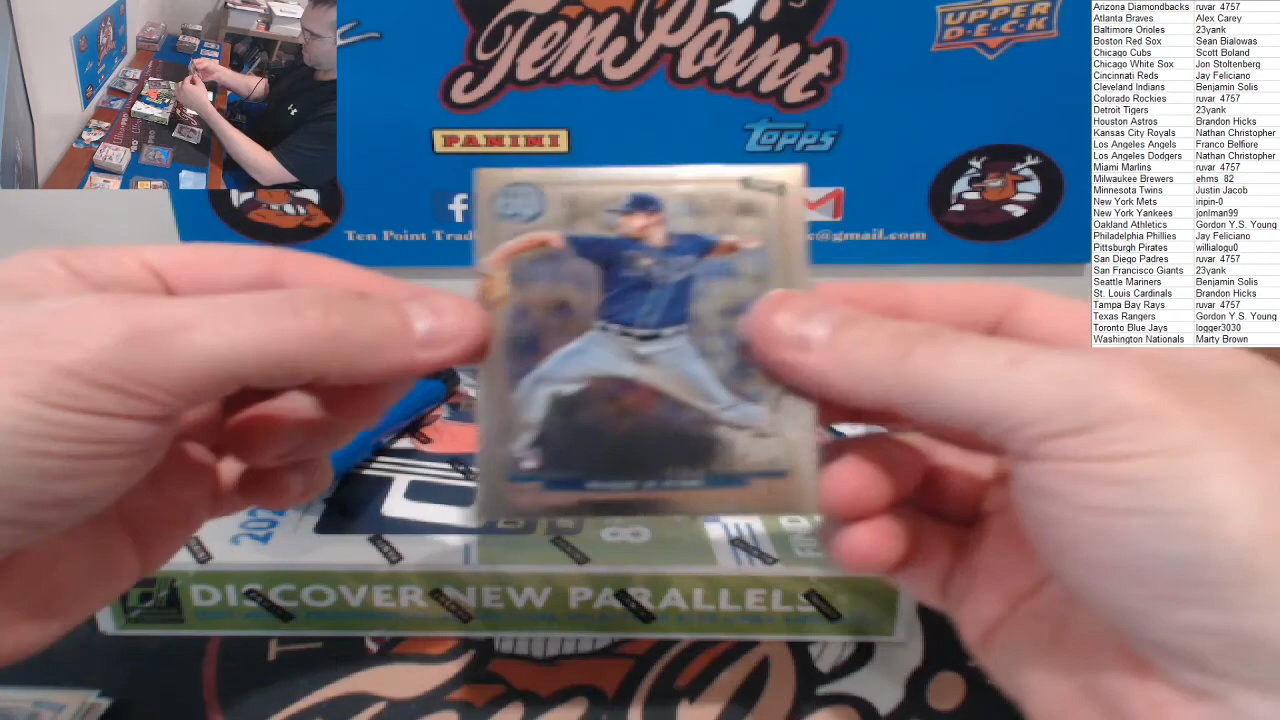 Ten Point
UPPER
D·E·C·K
PANINI
Topps
Ten Point Trad
c@gmail.com
DISCOVER NEW PARALLELS
Arizona Diamondbacks ruvar 4757
Atlanta Braves Alex Carey
Baltimore Orioles 23yank
Boston Red Sox Sean Bialowas
Chicago Cubs Scott Boland
Chicago White Sox Jon Stoltenberg
Cincinnati Reds Jay Feliciano
Cleveland Indians Benjamin Solis
Colorado Rockies ruvar 4757
Detroit Tigers 23yank
Houston Astros Brandon Hicks
Kansas City Royals Nathan Christopher
Los Angeles Angels Franco Belfiore
Los Angeles Dodgers Nathan Christopher
Miami Marlins ruvar 4757
Milwaukee Brewers ehms 82
Minnesota Twins Justin Jacob
New York Mets iripin-0
New York Yankees jonlman99
Oakland Athletics Gordon Y.S. Young
Philadelphia Phillies Jay Feliciano
Pittsburgh Pirates willialogu0
San Diego Padres ruvar 4757
San Francisco Giants 23yank
Seattle Mariners Benjamin Solis
St. Louis Cardinals Brandon Hicks
Tampa Bay Rays ruvar 4757
Texas Rangers Gordon Y.S. Young
Toronto Blue Jays logger3030
Washington Nationals Marty Brown